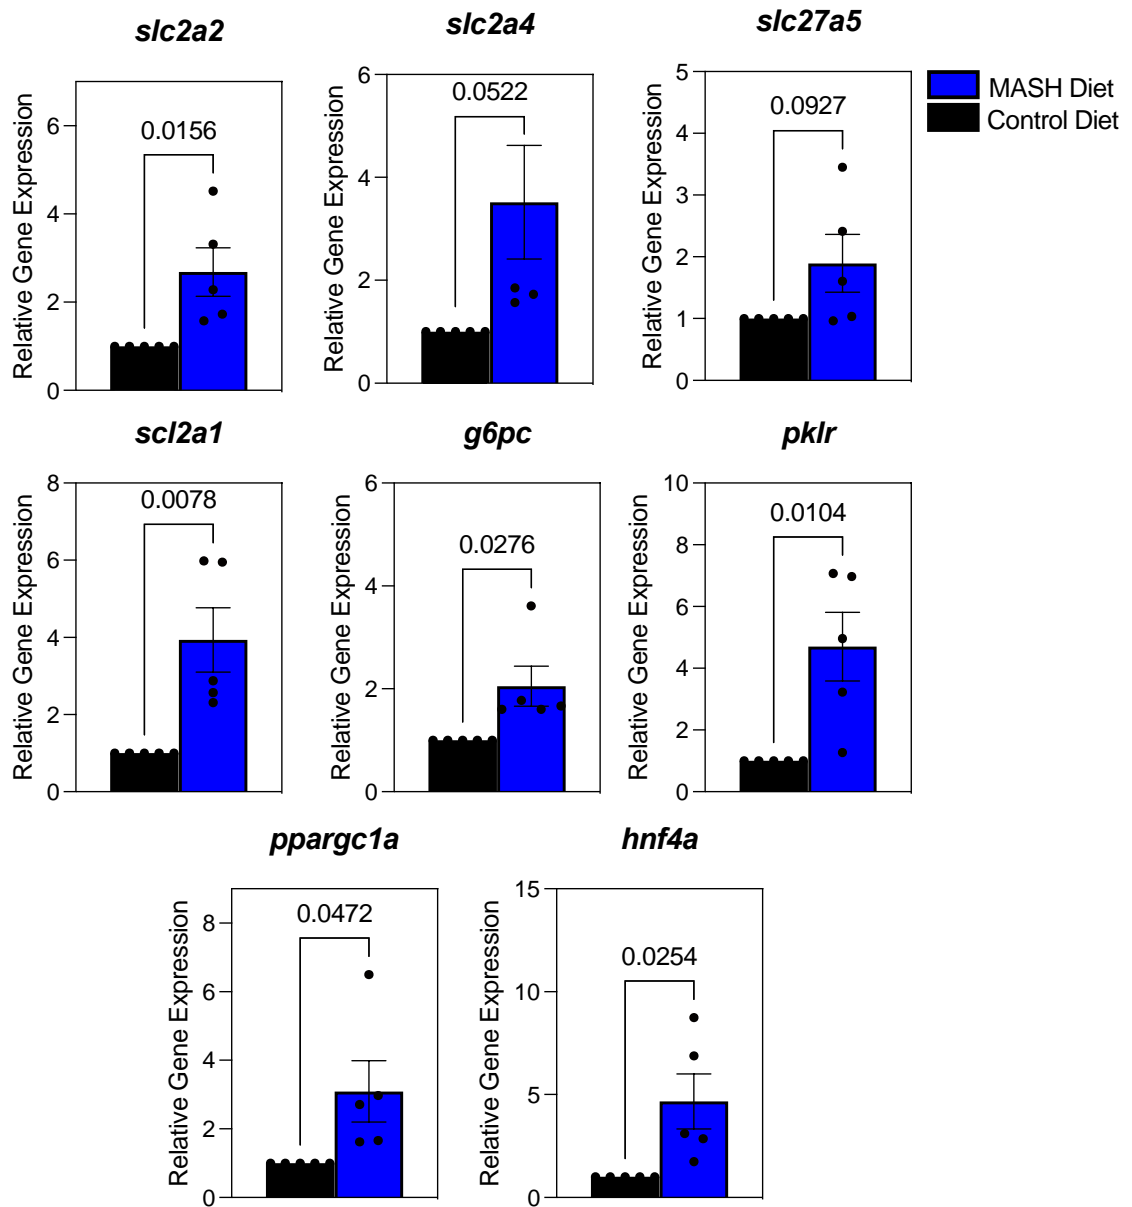 slc2a2
slc2a4
slc27a5
MASH Diet
Control Diet
Relative Gene Expression
0
2
4
6
0.0156
Relative Gene Expression
0
2
4
6
0.0522
Relative Gene Expression
0
1
2
3
4
5
0.0927
scl2a1
g6pc
pklr
Relative Gene Expression
0
2
4
6
8
0.0078
Relative Gene Expression
0
2
4
6
0.0276
Relative Gene Expression
0
2
4
6
8
10
0.0104
ppargc1a
hnf4a
Relative Gene Expression
0
2
4
6
8
0.0472
Relative Gene Expression
0
5
10
15
0.0254